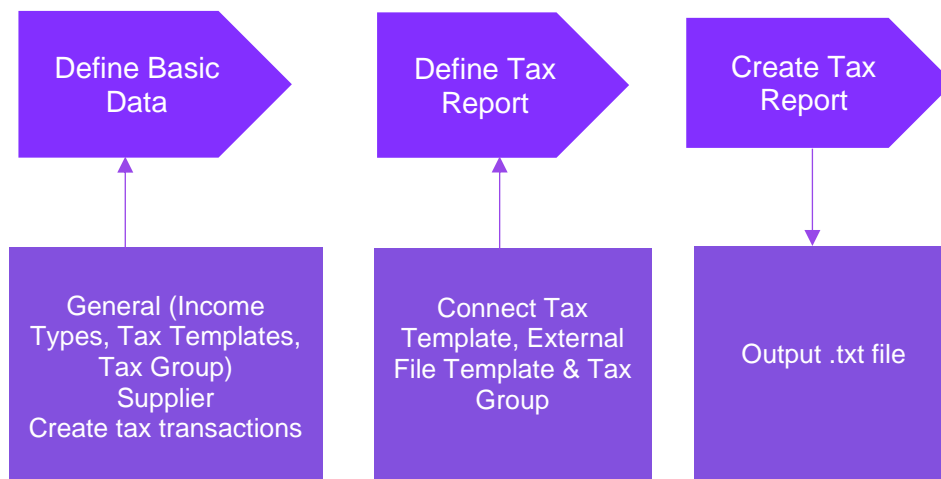 Define Basic
Data
Define Tax
Report
Create Tax
Report
General (Income
Types, Tax Templates,
Tax Group)
Supplier
Create tax transactions
Connect Tax
Template, External
File Template & Tax
Group
Output .txt file